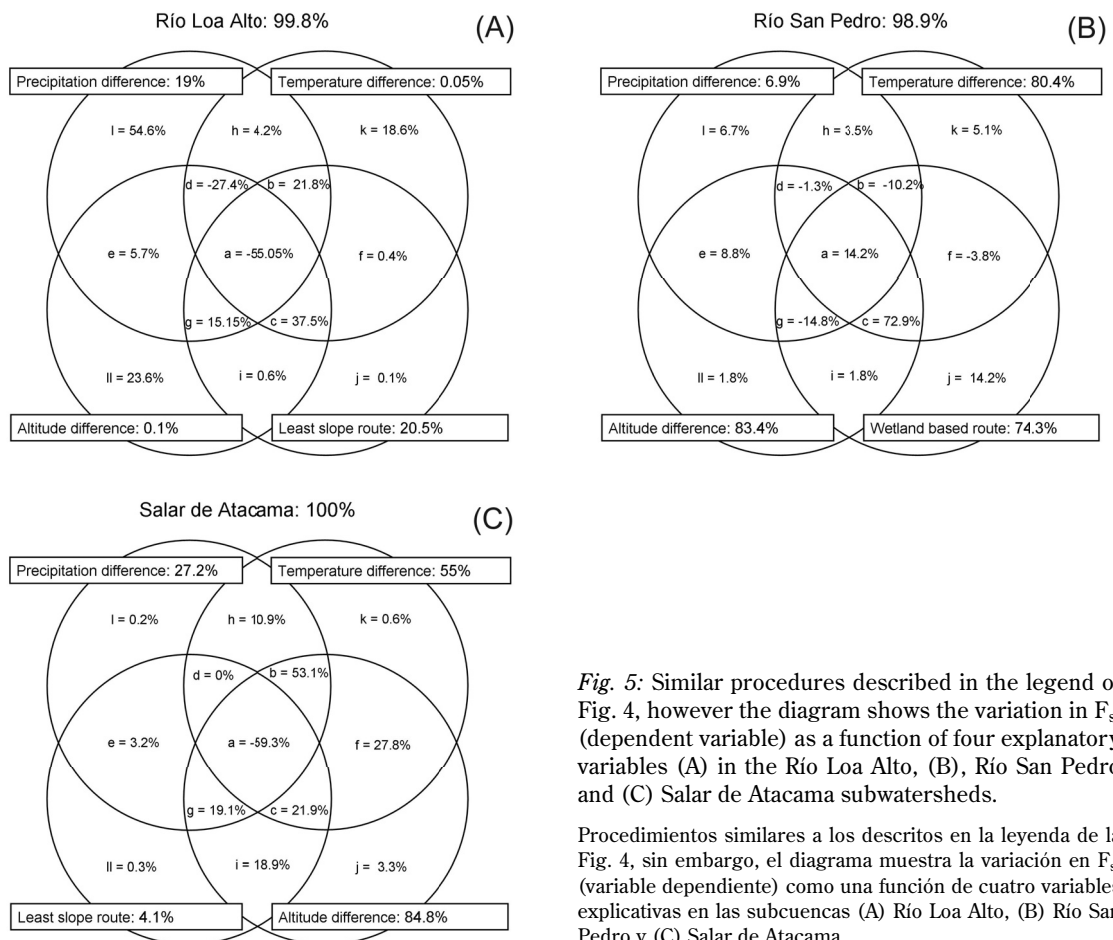 Río Loa Alto: 99.8%
(A)
Precipitation difference: 19%
Temperature difference: 0.05%
l = 54.6%
h = 4.2%
k = 18.6%
d = -27.4%
b = 21.8%
e = 5.7%
a = -55.05%
f = 0.4%
g = 15.15%
c = 37.5%
ll = 23.6%
i = 0.6%
j = 0.1%
Altitude difference: 0.1%
Least slope route: 20.5%
Río San Pedro: 98.9%
(B)
Precipitation difference: 6.9%
Temperature difference: 80.4%
l = 6.7%
h = 3.5%
k = 5.1%
d = -1.3%
b = -10.2%
e = 8.8%
a = 14.2%
f = -3.8%
g = -14.8%
c = 72.9%
ll = 1.8%
i = 1.8%
j = 14.2%
Altitude difference: 83.4%
Wetland based route: 74.3%
Salar de Atacama: 100%
(C)
Precipitation difference: 27.2%
Temperature difference: 55%
l = 0.2%
h = 10.9%
k = 0.6%
d = 0%
b = 53.1%
e = 3.2%
a = -59.3%
f = 27.8%
g = 19.1%
c = 21.9%
ll = 0.3%
i = 18.9%
j = 3.3%
Least slope route: 4.1%
Altitude difference: 84.8%
Fig. 5: Similar procedures described in the legend
Fig. 4, however the diagram shows the variation in F
(dependent variable) as a function of four explanatory
variables (A) in the Río Loa Alto, (B), Río San Pedro
and (C) Salar de Atacama subwatersheds.
Procedimientos similares a los descritos en la leyenda de la
Fig. 4, sin embargo, el diagrama muestra la variación en F
(variable dependiente) como una función de cuatro variables
explicativas en las subcuencas (A) Río Loa Alto, (B) Río San
Pedro y (C) Salar de Atacama